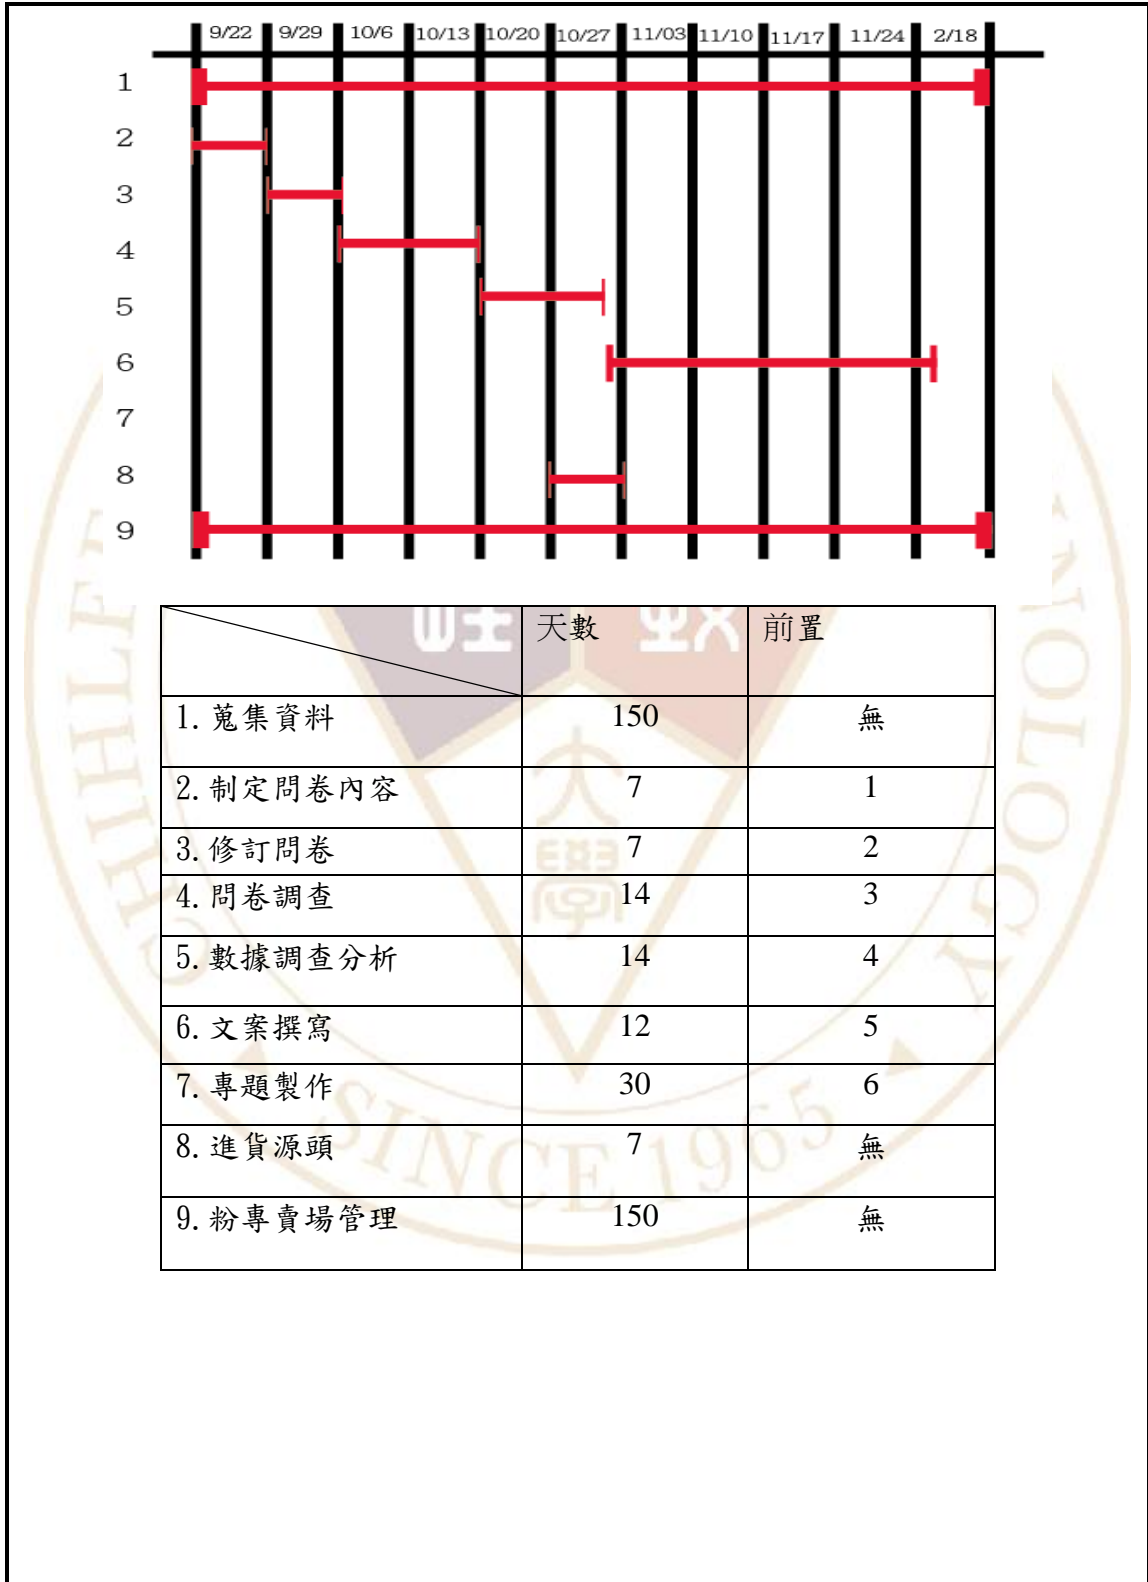 9/22 9/29 10/6 10/13 10/20 10/27 11/03 11/10 11/17 11/24 2/18
1
2
3
4
5
6
7
8
9
天數 前置
1.蒐集資料 150 無
2.制定問卷內容 7 1
3.修訂問卷 7 2
4.問卷調查 14 3
5.數據調查分析 14 4
6.文案撰寫 12 5
7.專題製作 30 6
8.進貨源頭 7 無
9.粉專賣場管理 150 無
大
學
SINCE 1965